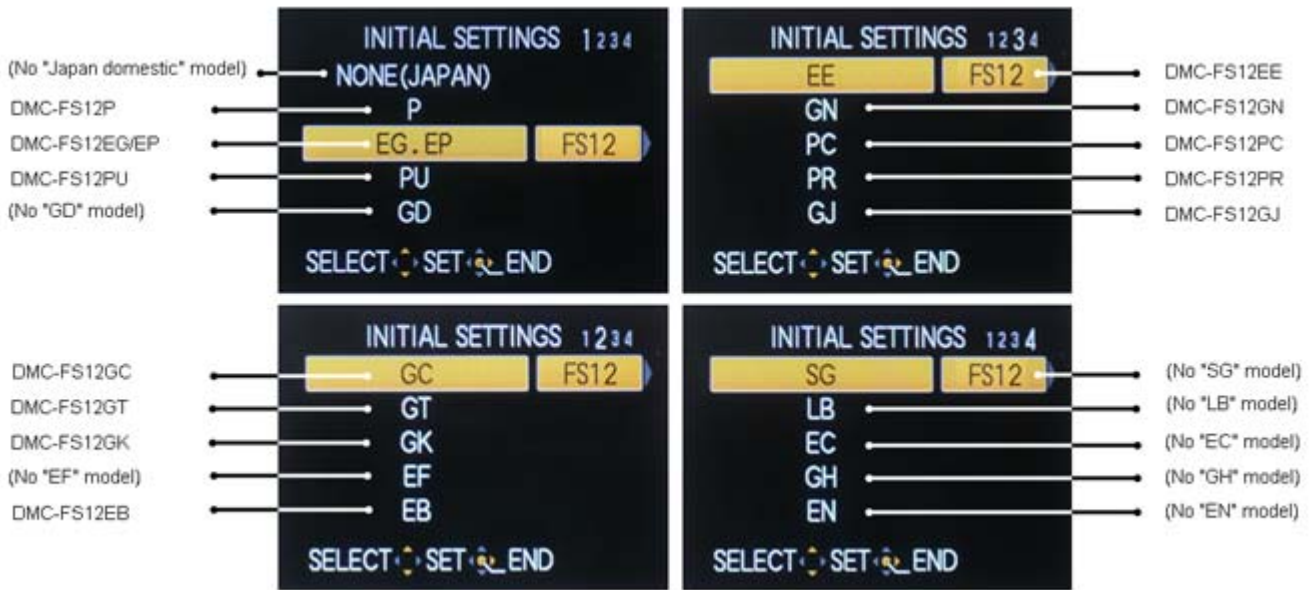 INITIAL SETTINGS 1234
(No "Japan domestic" model) NONE(JAPAN)
DMC-FS12P P
DMC-FS12EG/EP EG.EP FS12
DMC-FS12PU PU
(No "GD" model) GD
SELECT SET END
INITIAL SETTINGS 1234
EE FS12 DMC-FS12EE
GN DMC-FS12GN
PC DMC-FS12PC
PR DMC-FS12PR
GJ DMC-FS12GJ
SELECT SET END
INITIAL SETTINGS 1234
DMC-FS12GC GC FS12
DMC-FS12GT GT
DMC-FS12GK GK
(No "EF" model) EF
DMC-FS12EB EB
SELECT SET END
INITIAL SETTINGS 1234
SG FS12 (No "SG" model)
LB (No "LB" model)
EC (No "EC" model)
GH (No "GH" model)
EN (No "EN" model)
SELECT SET END